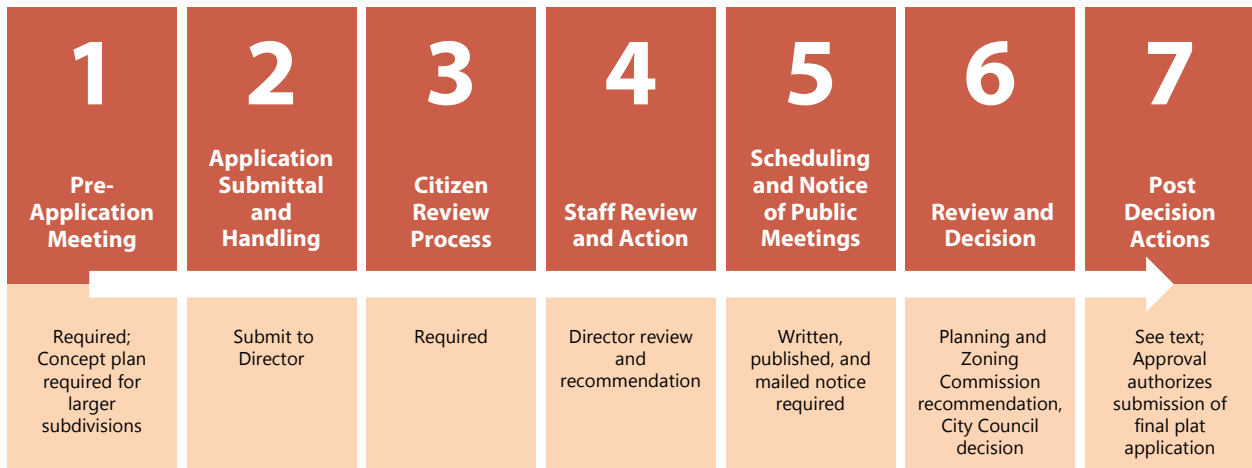 1
Pre-
Application
Meeting
Required;
Concept plan
required for
larger
subdivisions
2
Application
Submittal
and
Handling
Submit to
Director
3
Citizen
Review
Process
Required
4
Staff Review
and Action
Director review
and
recommendation
5
Scheduling
and Notice
of Public
Meetings
Written,
published, and
mailed notice
required
6
Review and
Decision
Planning and
Zoning
Commission
recommendation,
City Council
decision
7
Post
Decision
Actions
See text;
Approval
authorizes
submission of
final plat
application